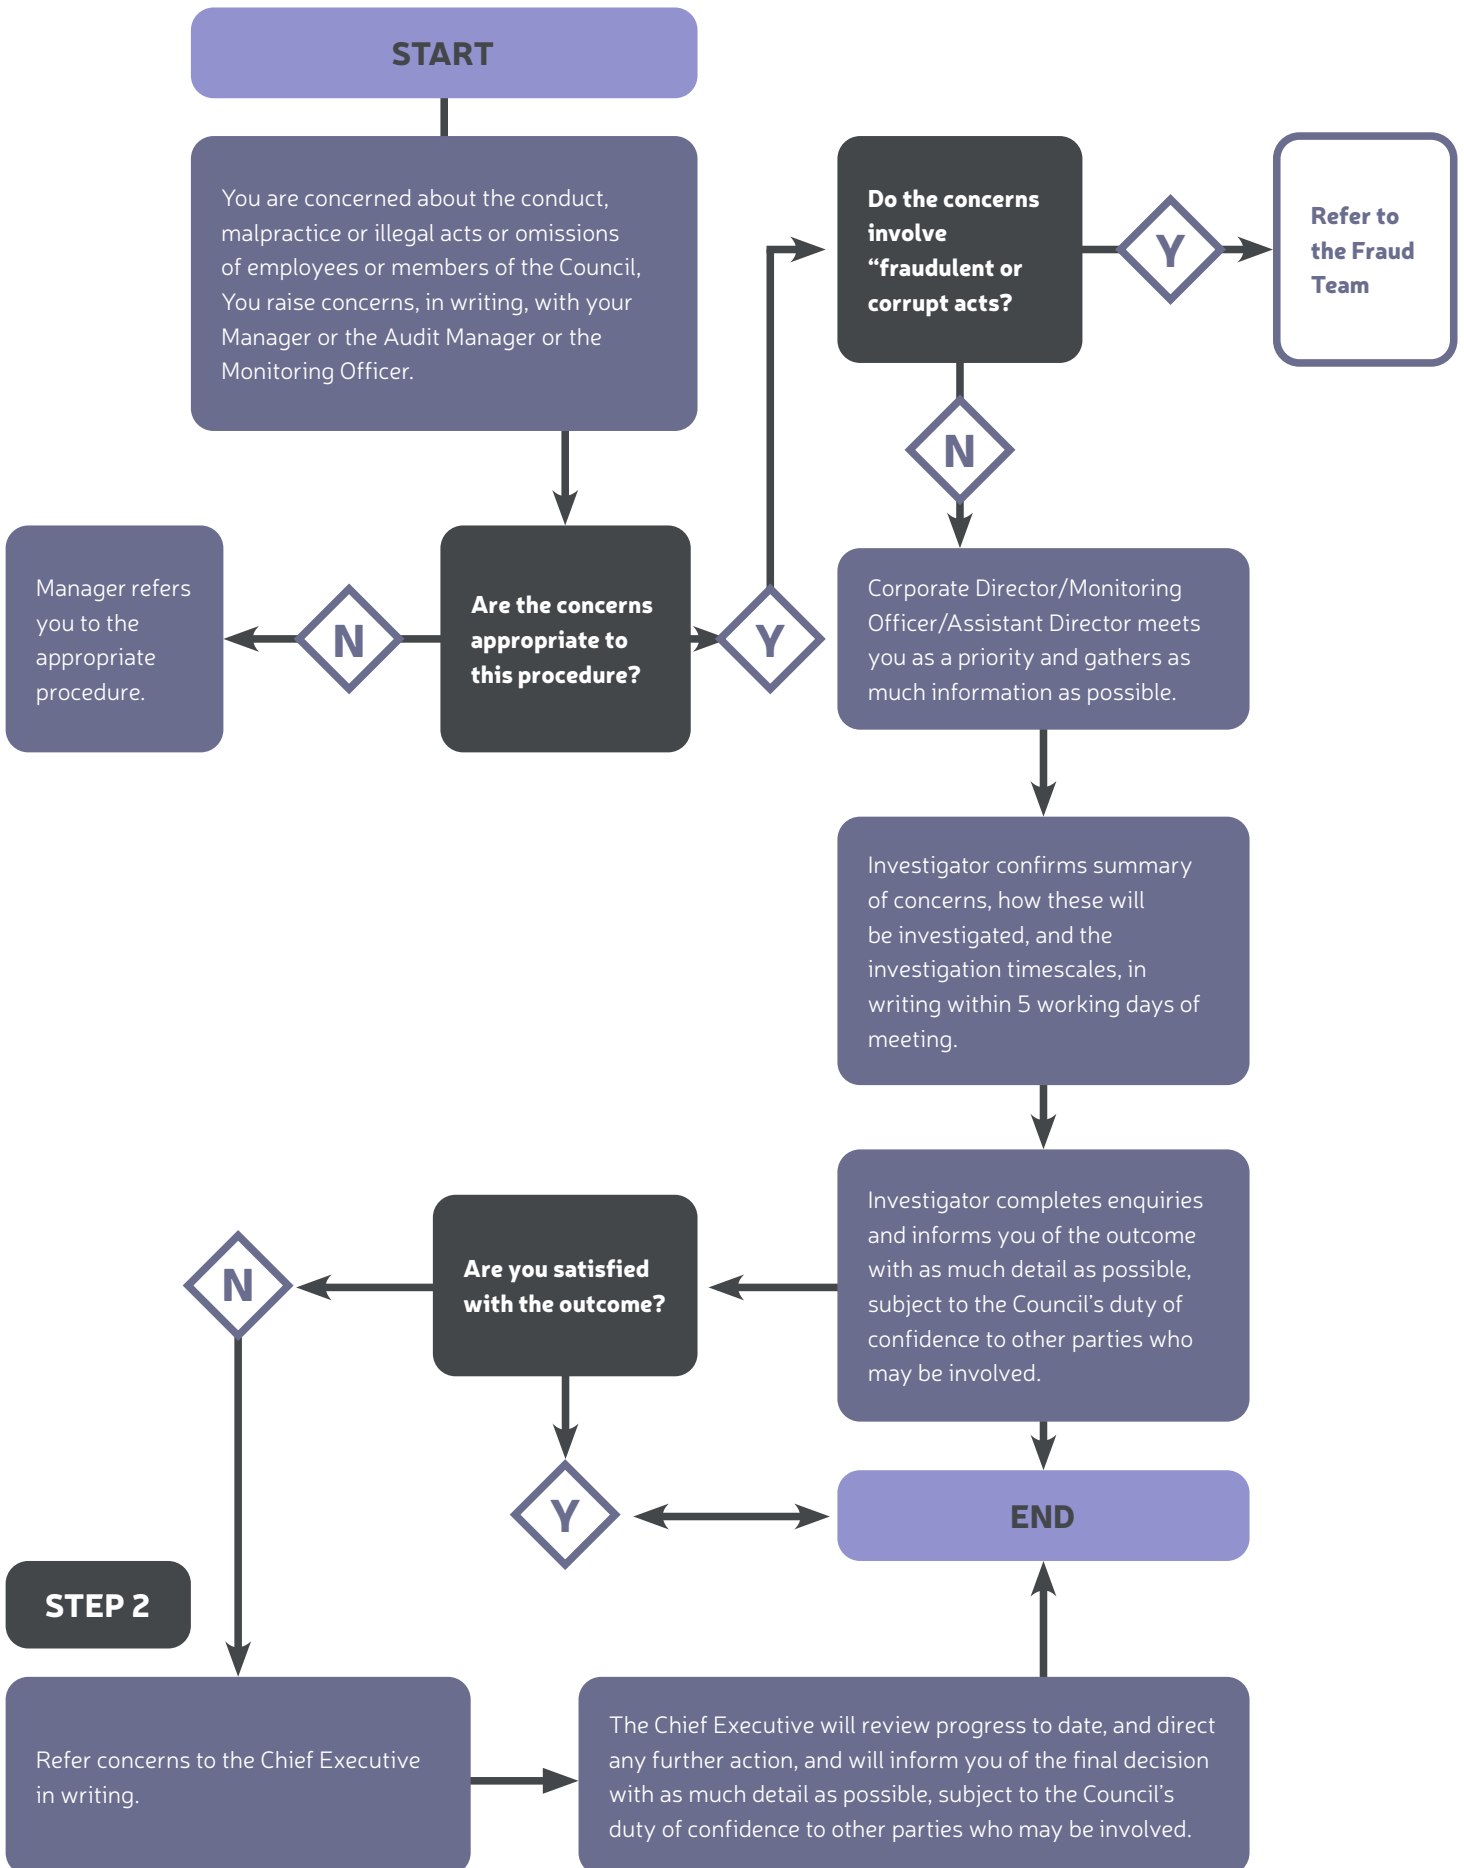 START
You are concerned about the conduct,
malpractice or illegal acts or omissions
of employees or members of the Council,
You raise concerns, in writing, with your
Manager or the Audit Manager or the
Monitoring Officer.
Do the concerns
involve
“fraudulent or
corrupt acts?
Y
Refer to
the Fraud
Team
N
Manager refers
you to the
appropriate
procedure.
N
Are the concerns
appropriate to
this procedure?
Y
Corporate Director/Monitoring
Officer/Assistant Director meets
you as a priority and gathers as
much information as possible.
Investigator confirms summary
of concerns, how these will
be investigated, and the
investigation timescales, in
writing within 5 working days of
meeting.
Investigator completes enquiries
and informs you of the outcome
with as much detail as possible,
subject to the Council’s duty of
confidence to other parties who
may be involved.
Are you satisfied
with the outcome?
N
Y
END
STEP 2
Refer concerns to the Chief Executive
in writing.
The Chief Executive will review progress to date, and direct
any further action, and will inform you of the final decision
with as much detail as possible, subject to the Council’s
duty of confidence to other parties who may be involved.